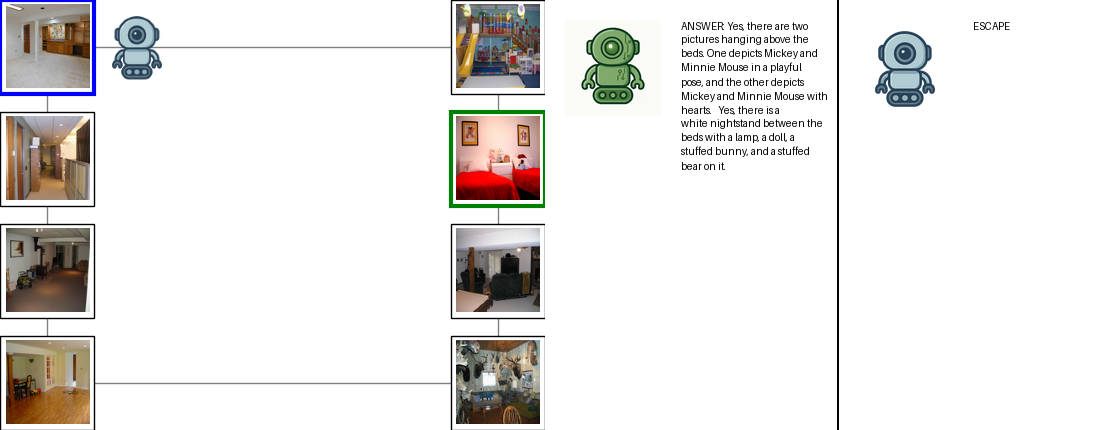 ANSWER: Yes, there are two
pictures hanging above the
beds. One depicts Mickey and
Minnie Mouse in a playful
pose, and the other depicts
Mickey and Minnie Mouse with
hearts.   Yes, there is a
white nightstand between the
beds with a lamp, a doll, a
stuffed bunny, and a stuffed
bear on it.
ESCAPE